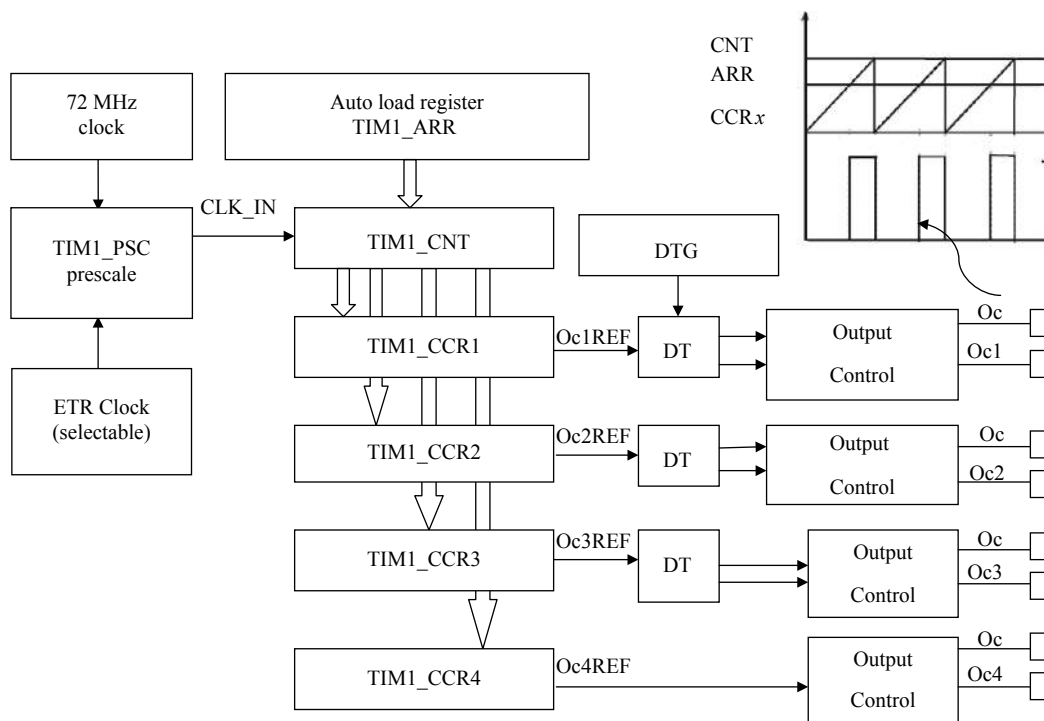 CNT
ARR
CCRx
72 MHz
clock
Auto load register
TIM1_ARR
CLK_IN
TIM1_PSC
prescale
TIM1_CNT
DTG
ETR Clock
(selectable)
TIM1_CCR1
Oc1REF
DT
Output
Control
Oc
Oc1
TIM1_CCR2
Oc2REF
DT
Output
Control
Oc
Oc2
TIM1_CCR3
Oc3REF
DT
Output
Control
Oc
Oc3
TIM1_CCR4
Oc4REF
Output
Control
Oc
Oc4